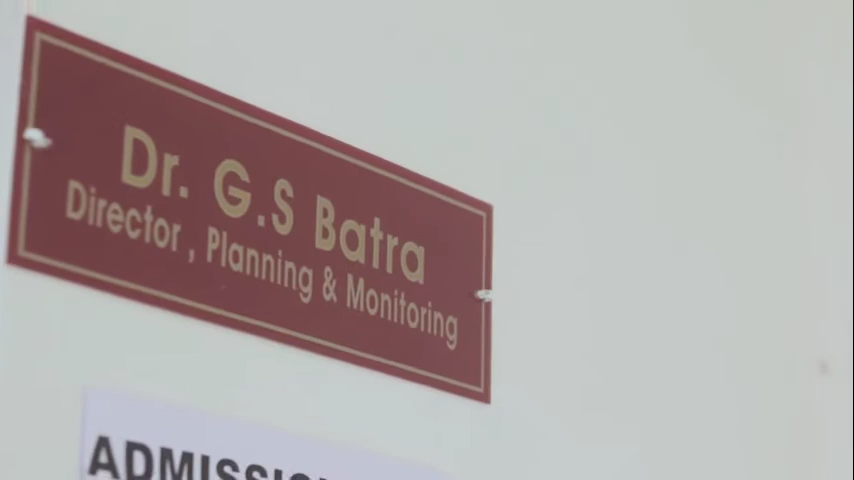 Dr. G.S Batra
Director , Planning & Monitoring